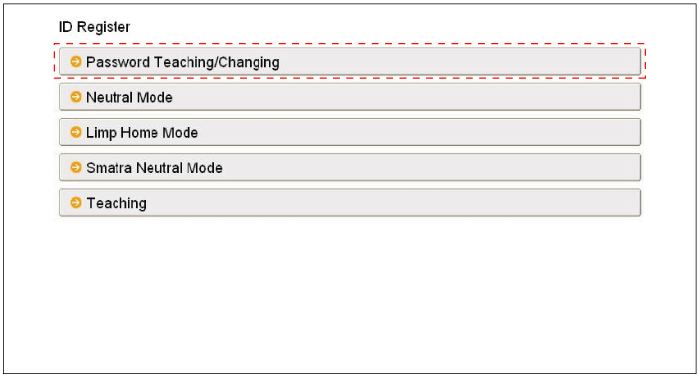 ID Register
Password Teaching/Changing
Neutral Mode
Limp Home Mode
Smatra Neutral Mode
Teaching